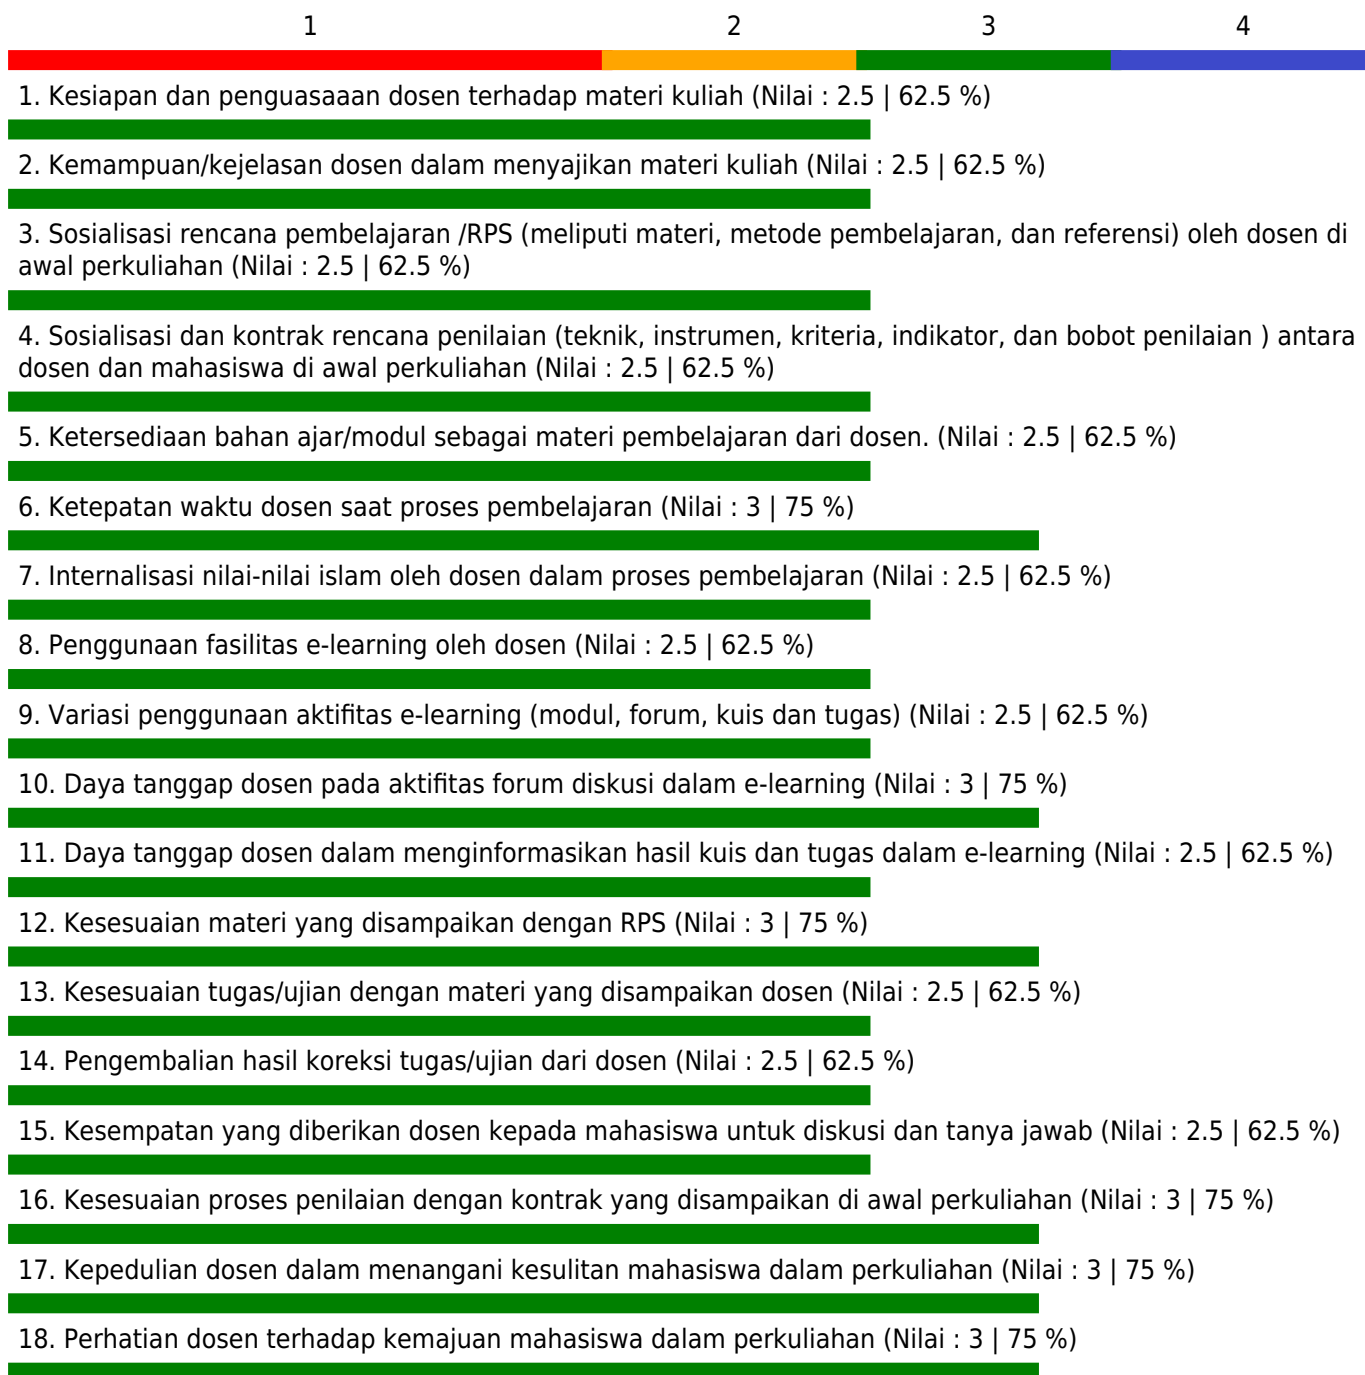 1 2 3 4
1. Kesiapan dan penguasaaan dosen terhadap materi kuliah (Nilai : 2.5 | 62.5 %)
2. Kemampuan/kejelasan dosen dalam menyajikan materi kuliah (Nilai : 2.5 | 62.5 %)
3. Sosialisasi rencana pembelajaran /RPS (meliputi materi, metode pembelajaran, dan referensi) oleh dosen di
awal perkuliahan (Nilai : 2.5 | 62.5 %)
4. Sosialisasi dan kontrak rencana penilaian (teknik, instrumen, kriteria, indikator, dan bobot penilaian ) antara
dosen dan mahasiswa di awal perkuliahan (Nilai : 2.5 | 62.5 %)
5. Ketersediaan bahan ajar/modul sebagai materi pembelajaran dari dosen. (Nilai : 2.5 | 62.5 %)
6. Ketepatan waktu dosen saat proses pembelajaran (Nilai : 3 | 75 %)
7. Internalisasi nilai-nilai islam oleh dosen dalam proses pembelajaran (Nilai : 2.5 | 62.5 %)
8. Penggunaan fasilitas e-learning oleh dosen (Nilai : 2.5 | 62.5 %)
9. Variasi penggunaan aktifitas e-learning (modul, forum, kuis dan tugas) (Nilai : 2.5 | 62.5 %)
10. Daya tanggap dosen pada aktifitas forum diskusi dalam e-learning (Nilai : 3 | 75 %)
11. Daya tanggap dosen dalam menginformasikan hasil kuis dan tugas dalam e-learning (Nilai : 2.5 | 62.5 %)
12. Kesesuaian materi yang disampaikan dengan RPS (Nilai : 3 | 75 %)
13. Kesesuaian tugas/ujian dengan materi yang disampaikan dosen (Nilai : 2.5 | 62.5 %)
14. Pengembalian hasil koreksi tugas/ujian dari dosen (Nilai : 2.5 | 62.5 %)
15. Kesempatan yang diberikan dosen kepada mahasiswa untuk diskusi dan tanya jawab (Nilai : 2.5 | 62.5 %)
16. Kesesuaian proses penilaian dengan kontrak yang disampaikan di awal perkuliahan (Nilai : 3 | 75 %)
17. Kepedulian dosen dalam menangani kesulitan mahasiswa dalam perkuliahan (Nilai : 3 | 75 %)
18. Perhatian dosen terhadap kemajuan mahasiswa dalam perkuliahan (Nilai : 3 | 75 %)